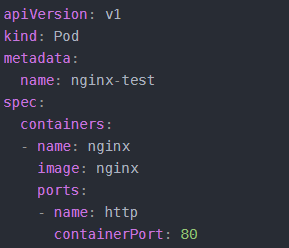 apiVersion: v1
kind: Pod
metadata:
  name: nginx-test
spec:
  containers:
  - name: nginx
    image: nginx
    ports:
    - name: http
      containerPort: 80